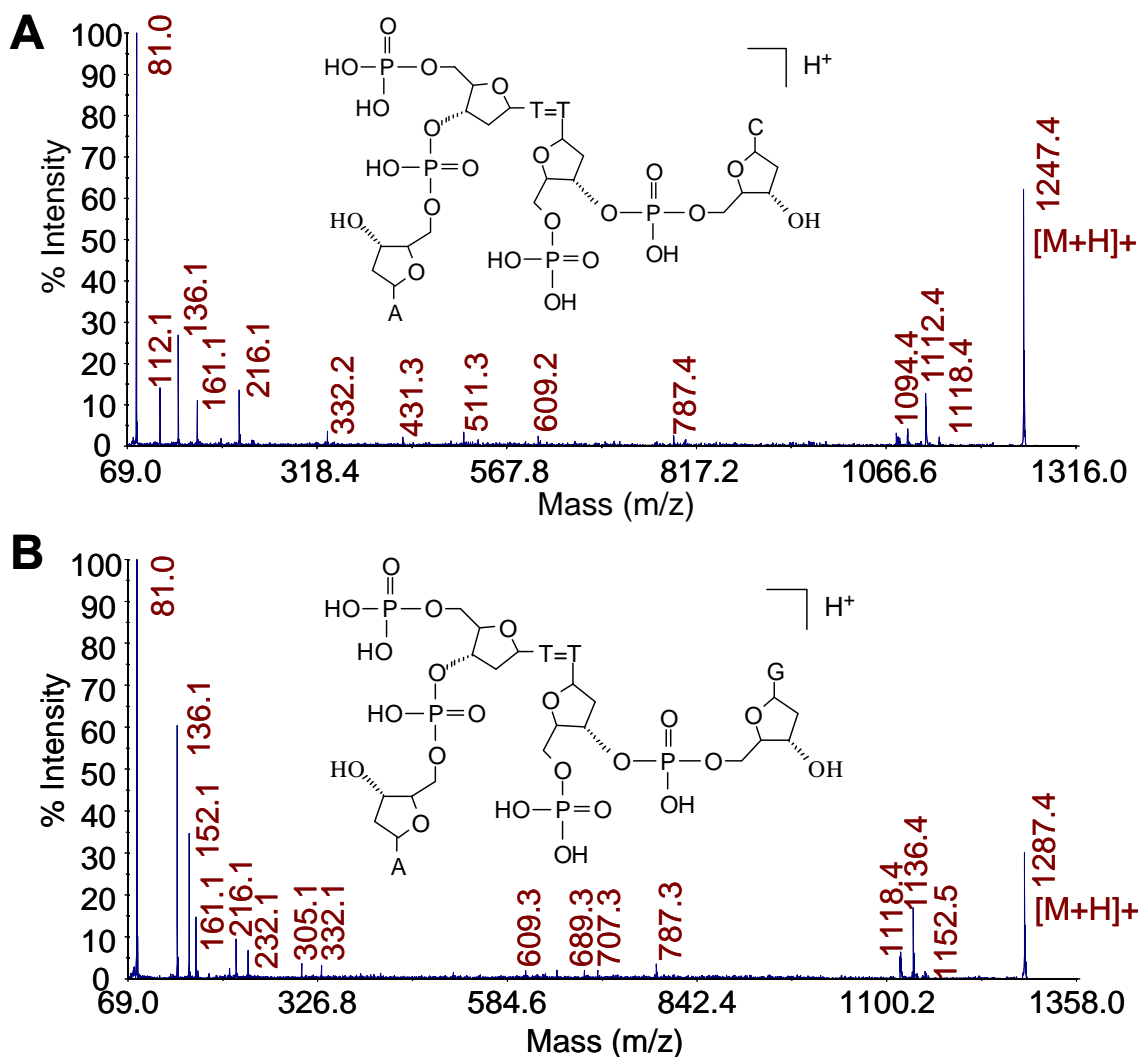 A
% Intensity
100
90
80
70
60
50
40
30
20
10
0
81.0
112.1
136.1
161.1
216.1
332.2
431.3
511.3
609.2
787.4
1094.4
1112.4
1118.4
1247.4
[M+H]+
O
HO P O
HO
O
O T=T
HO P O
O
HO
O
A
O
O
HO P O
OH
O
O P O
OH
C
O
OH
H+
69.0 318.4 567.8 817.2 1066.6 1316.0
Mass (m/z)
B
% Intensity
100
90
80
70
60
50
40
30
20
10
0
81.0
136.1
152.1
161.1
216.1
232.1
305.1
332.1
609.3
689.3
707.3
787.3
1118.4
1136.4
1152.5
1287.4
[M+H]+
O
HO P O
HO
O
O T=T
HO P O
O
HO
O
A
O
O
HO P O
OH
O
O P O
OH
G
O
OH
H+
69.0 326.8 584.6 842.4 1100.2 1358.0
Mass (m/z)